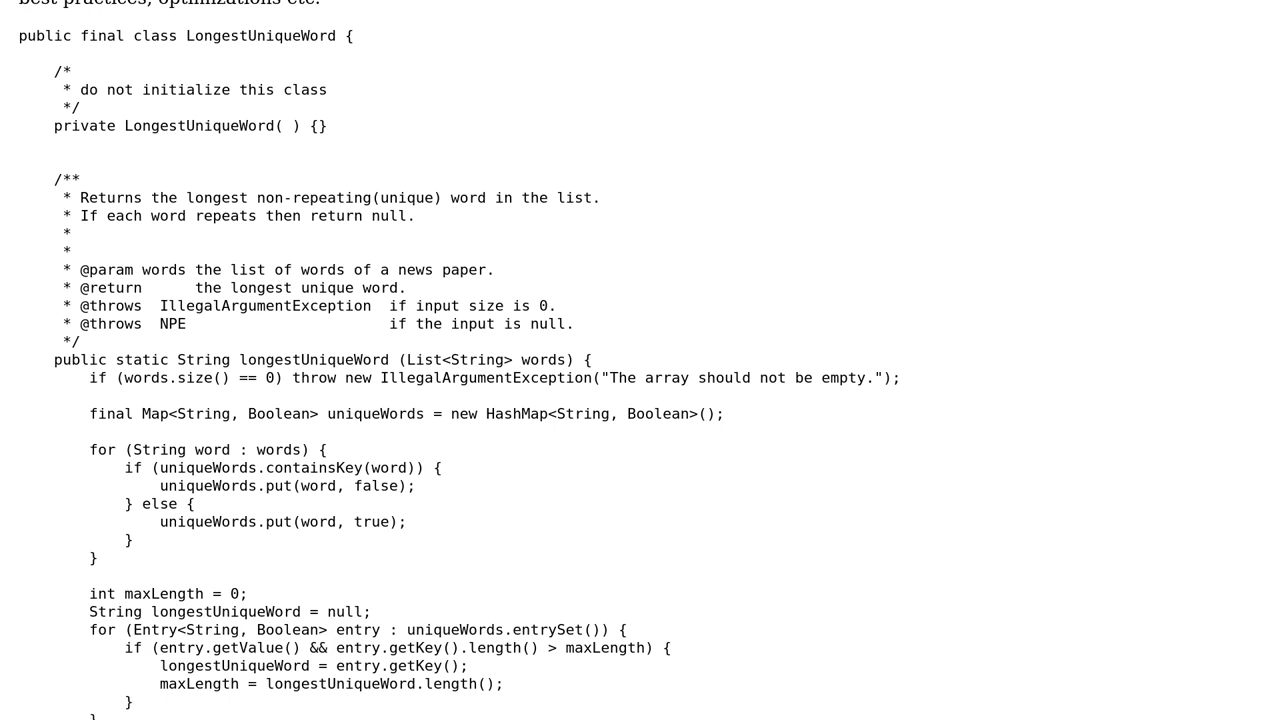 best practices, optimizations etc.
public final class LongestUniqueWord {
    /*
     * do not initialize this class
     */
    private LongestUniqueWord( ) {}
    /**
     * Returns the longest non-repeating(unique) word in the list.
     * If each word repeats then return null.
     *
     *
     * @param words the list of words of a news paper.
     * @return      the longest unique word.
     * @throws  IllegalArgumentException  if input size is 0.
     * @throws  NPE                       if the input is null.
     */
    public static String longestUniqueWord (List<String> words) {
        if (words.size() == 0) throw new IllegalArgumentException("The array should not be empty.");
        final Map<String, Boolean> uniqueWords = new HashMap<String, Boolean>();
        for (String word : words) {
            if (uniqueWords.containsKey(word)) {
                uniqueWords.put(word, false);
            } else {
                uniqueWords.put(word, true);
            }
        }
        int maxLength = 0;
        String longestUniqueWord = null;
        for (Entry<String, Boolean> entry : uniqueWords.entrySet()) {
            if (entry.getValue() && entry.getKey().length() > maxLength) {
                longestUniqueWord = entry.getKey();
                maxLength = longestUniqueWord.length();
            }
        }